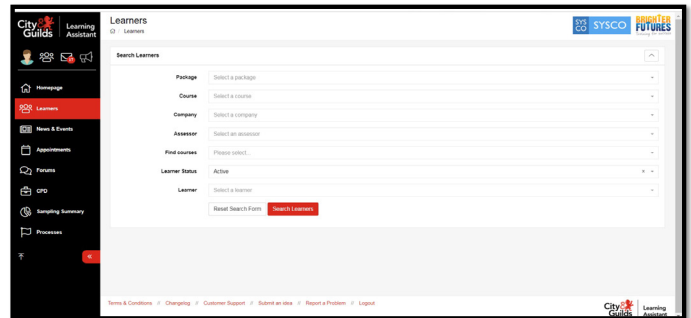 City & Guilds Learning Assistant
Homepage
Learners
News & Events
Appointments
Forums
CPD
Sampling Summary
Processes
«
Learners
Learners
SYS CO SYSCO
BRIGHTER FUTURES
Search Learners
Package Select a package
Course Select a course
Company Select a company
Assessor Select an assessor
Find courses Please select...
Learner Status Active x
Learner Select a learner
Reset Search Form Search Learners
Terms & Conditions // Changelog // Customer Support // Submit an idea // Report a Problem // Logout
City & Guilds Learning Assistant